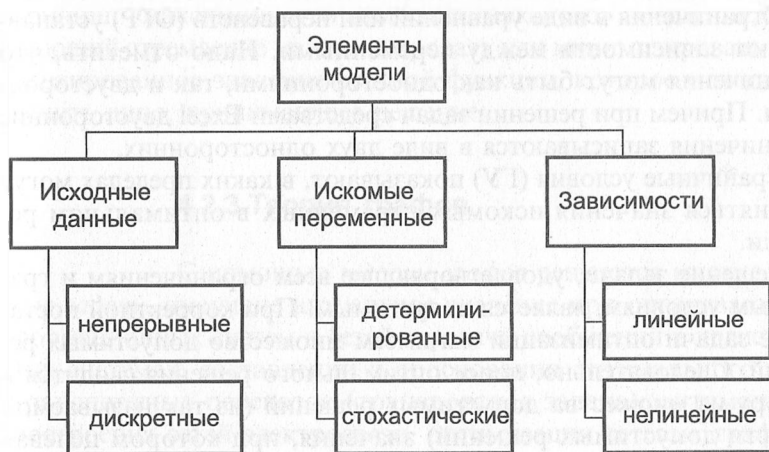 Элементы
модели
Исходные
данные
Искомые
переменные
Зависимости
непрерывные
детермини-
рованные
линейные
дискретные
стохастические
нелинейные